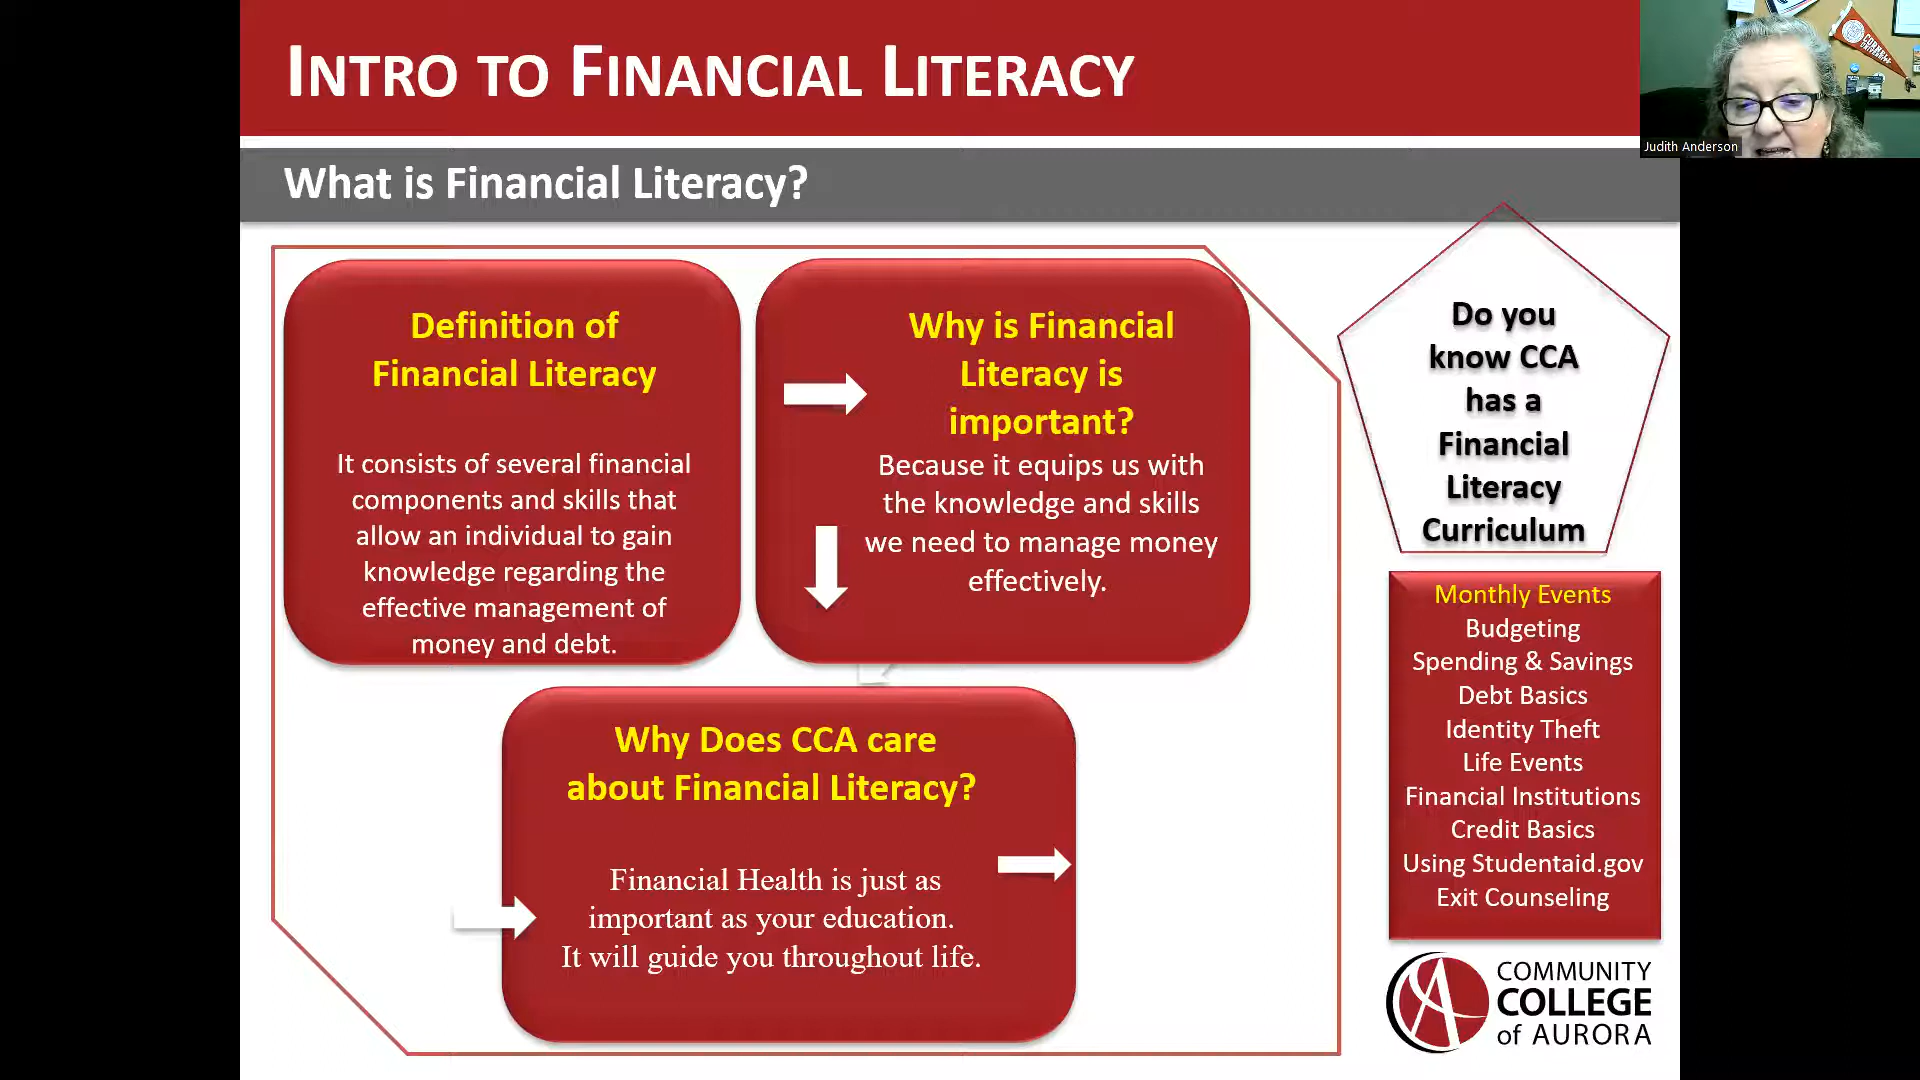 INTRO TO FINANCIAL LITERACY
What is Financial Literacy?
CORNELL
Judith Anderson
Definition of
Financial Literacy
It consists of several financial
components and skills that
allow an individual to gain
knowledge regarding the
effective management of
money and debt.
Why is Financial
Literacy is
important?
Because it equips us with
the knowledge and skills
we need to manage money
effectively.
Why Does CCA care
about Financial Literacy?
Financial Health is just as
important as your education.
It will guide you throughout life.
Do you
know CCA
has a
Financial
Literacy
Curriculum
Monthly Events
Budgeting
Spending & Savings
Debt Basics
Identity Theft
Life Events
Financial Institutions
Credit Basics
Using Studentaid.gov
Exit Counseling
COMMUNITY
COLLEGE
of AURORA